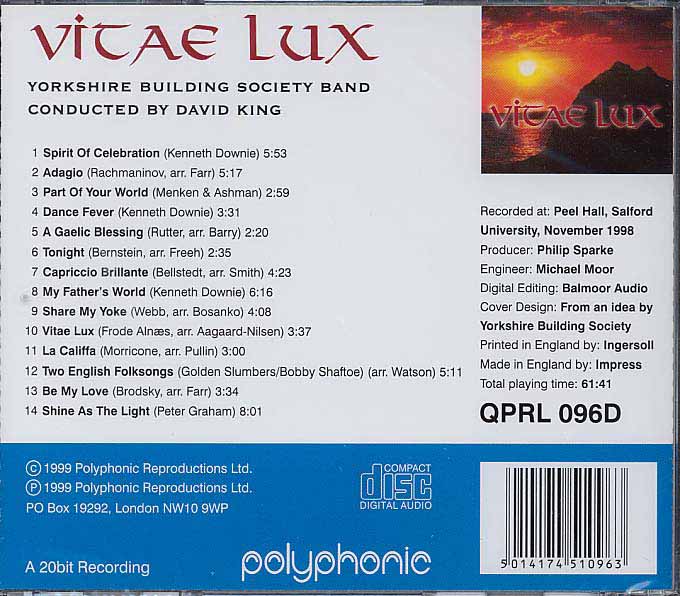 Vitae Lux
YORKSHIRE BUILDING SOCIETY BAND
CONDUCTED BY DAVID KING
1 Spirit Of Celebration (Kenneth Downie) 5:53
2 Adagio (Rachmaninov, arr. Farr) 5:17
3 Part Of Your World (Menken & Ashman) 2:59
4 Dance Fever (Kenneth Downie) 3:31
5 A Gaelic Blessing (Rutter, arr. Barry) 2:20
6 Tonight (Bernstein, arr. Freeh) 2:35
7 Capriccio Brillante (Bellstedt, arr. Smith) 4:23
8 My Father's World (Kenneth Downie) 6:16
9 Share My Yoke (Webb, arr. Bosanko) 4:08
10 Vitae Lux (Frode Alnæs, arr. Aagaard-Nilsen) 3:37
11 La Califfa (Morricone, arr. Pullin) 3:00
12 Two English Folksongs (Golden Slumbers/Bobby Shaftoe) (arr. Watson) 5:11
13 Be My Love (Brodsky, arr. Farr) 3:34
14 Shine As The Light (Peter Graham) 8:01
Vitae Lux
Recorded at: Peel Hall, Salford
University, November 1998
Producer: Philip Sparke
Engineer: Michael Moor
Digital Editing: Balmoor Audio
Cover Design: From an idea by
Yorkshire Building Society
Printed in England by: Ingersoll
Made in England by: Impress
Total playing time: 61:41
QPRL 096D
© 1999 Polyphonic Reproductions Ltd.
℗ 1999 Polyphonic Reproductions Ltd.
PO Box 19292, London NW10 9WP
A 20bit Recording
COMPACT
disc
DIGITAL AUDIO
polyphonic
5014174510963